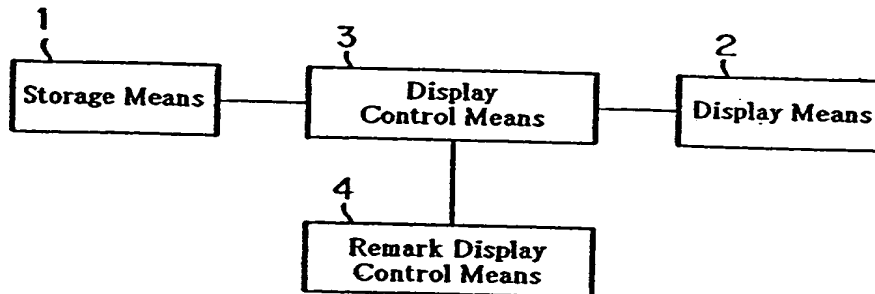 1
Storage Means
3
Display
Control Means
2
Display Means
4
Remark Display
Control Means